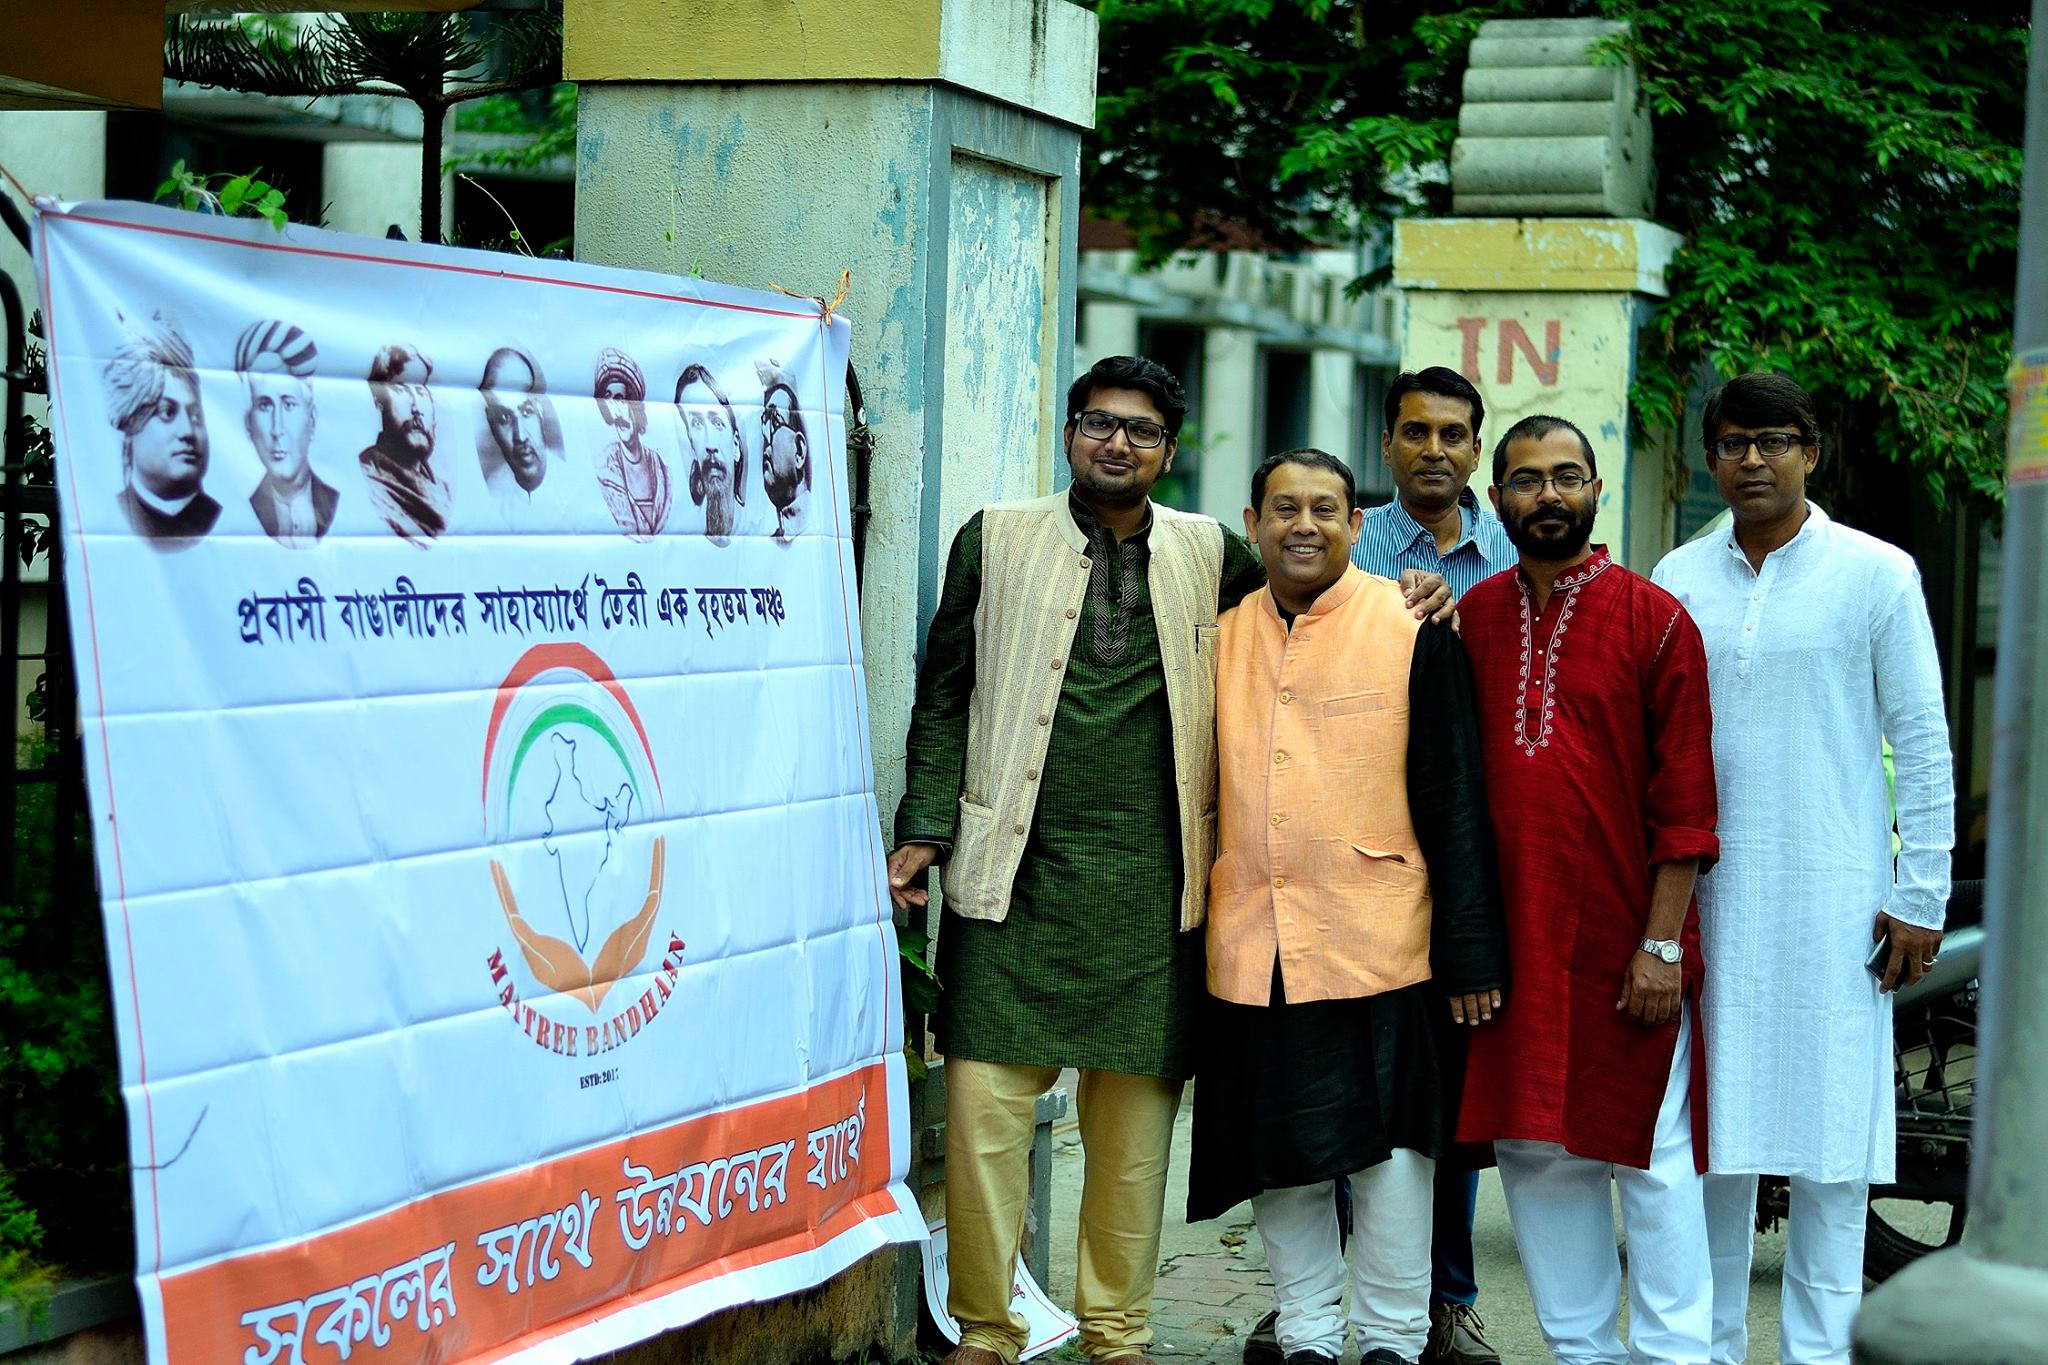 প্রবাসী বাঙালীদের সাহায্যার্থে তৈরী এক বৃহত্তম মঞ্চ
MAITREE BANDHAAN
ESTD: 2017
সকলের সাথে উন্নয়নের স্বার্থে
IN